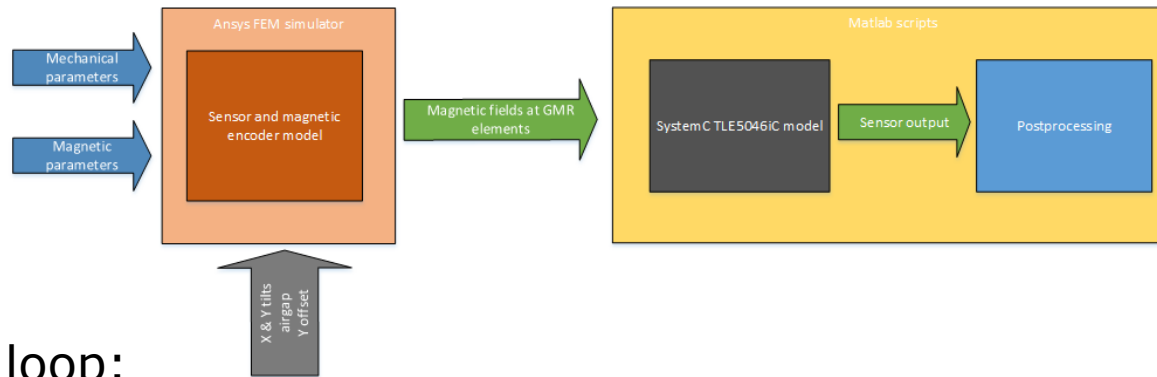 Ansys FEM simulator
Matlab scripts
Mechanical
parameters
Sensor and magnetic
encoder model
Magnetic fields at GMR
elements
SystemC TLE5046iC model
Sensor output
Postprocessing
Magnetic
parameters
X & Y tilts
airgap
Y offset
loop: